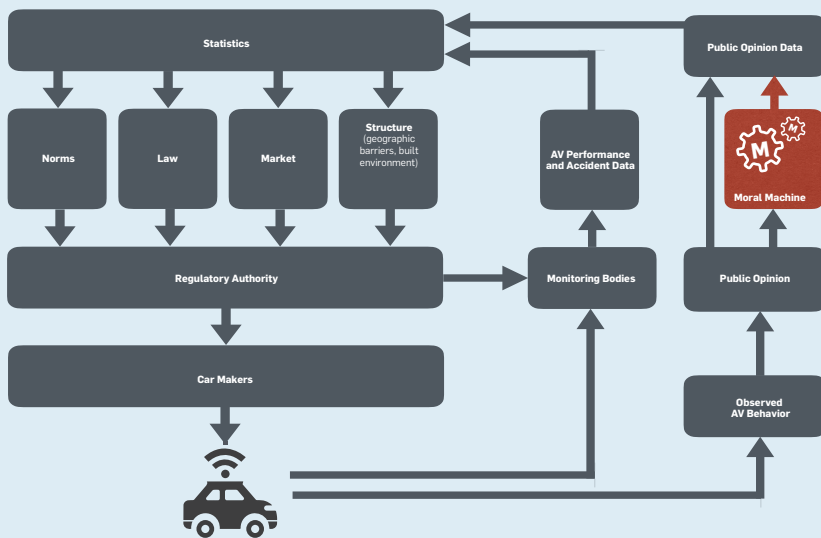 Statistics
Public Opinion Data
Norms
Law
Market
Structure
(geographic
barriers, built
environment)
AV Performance
and Accident Data
M
M
Moral Machine
Regulatory Authority
Monitoring Bodies
Public Opinion
Car Makers
Observed
AV Behavior